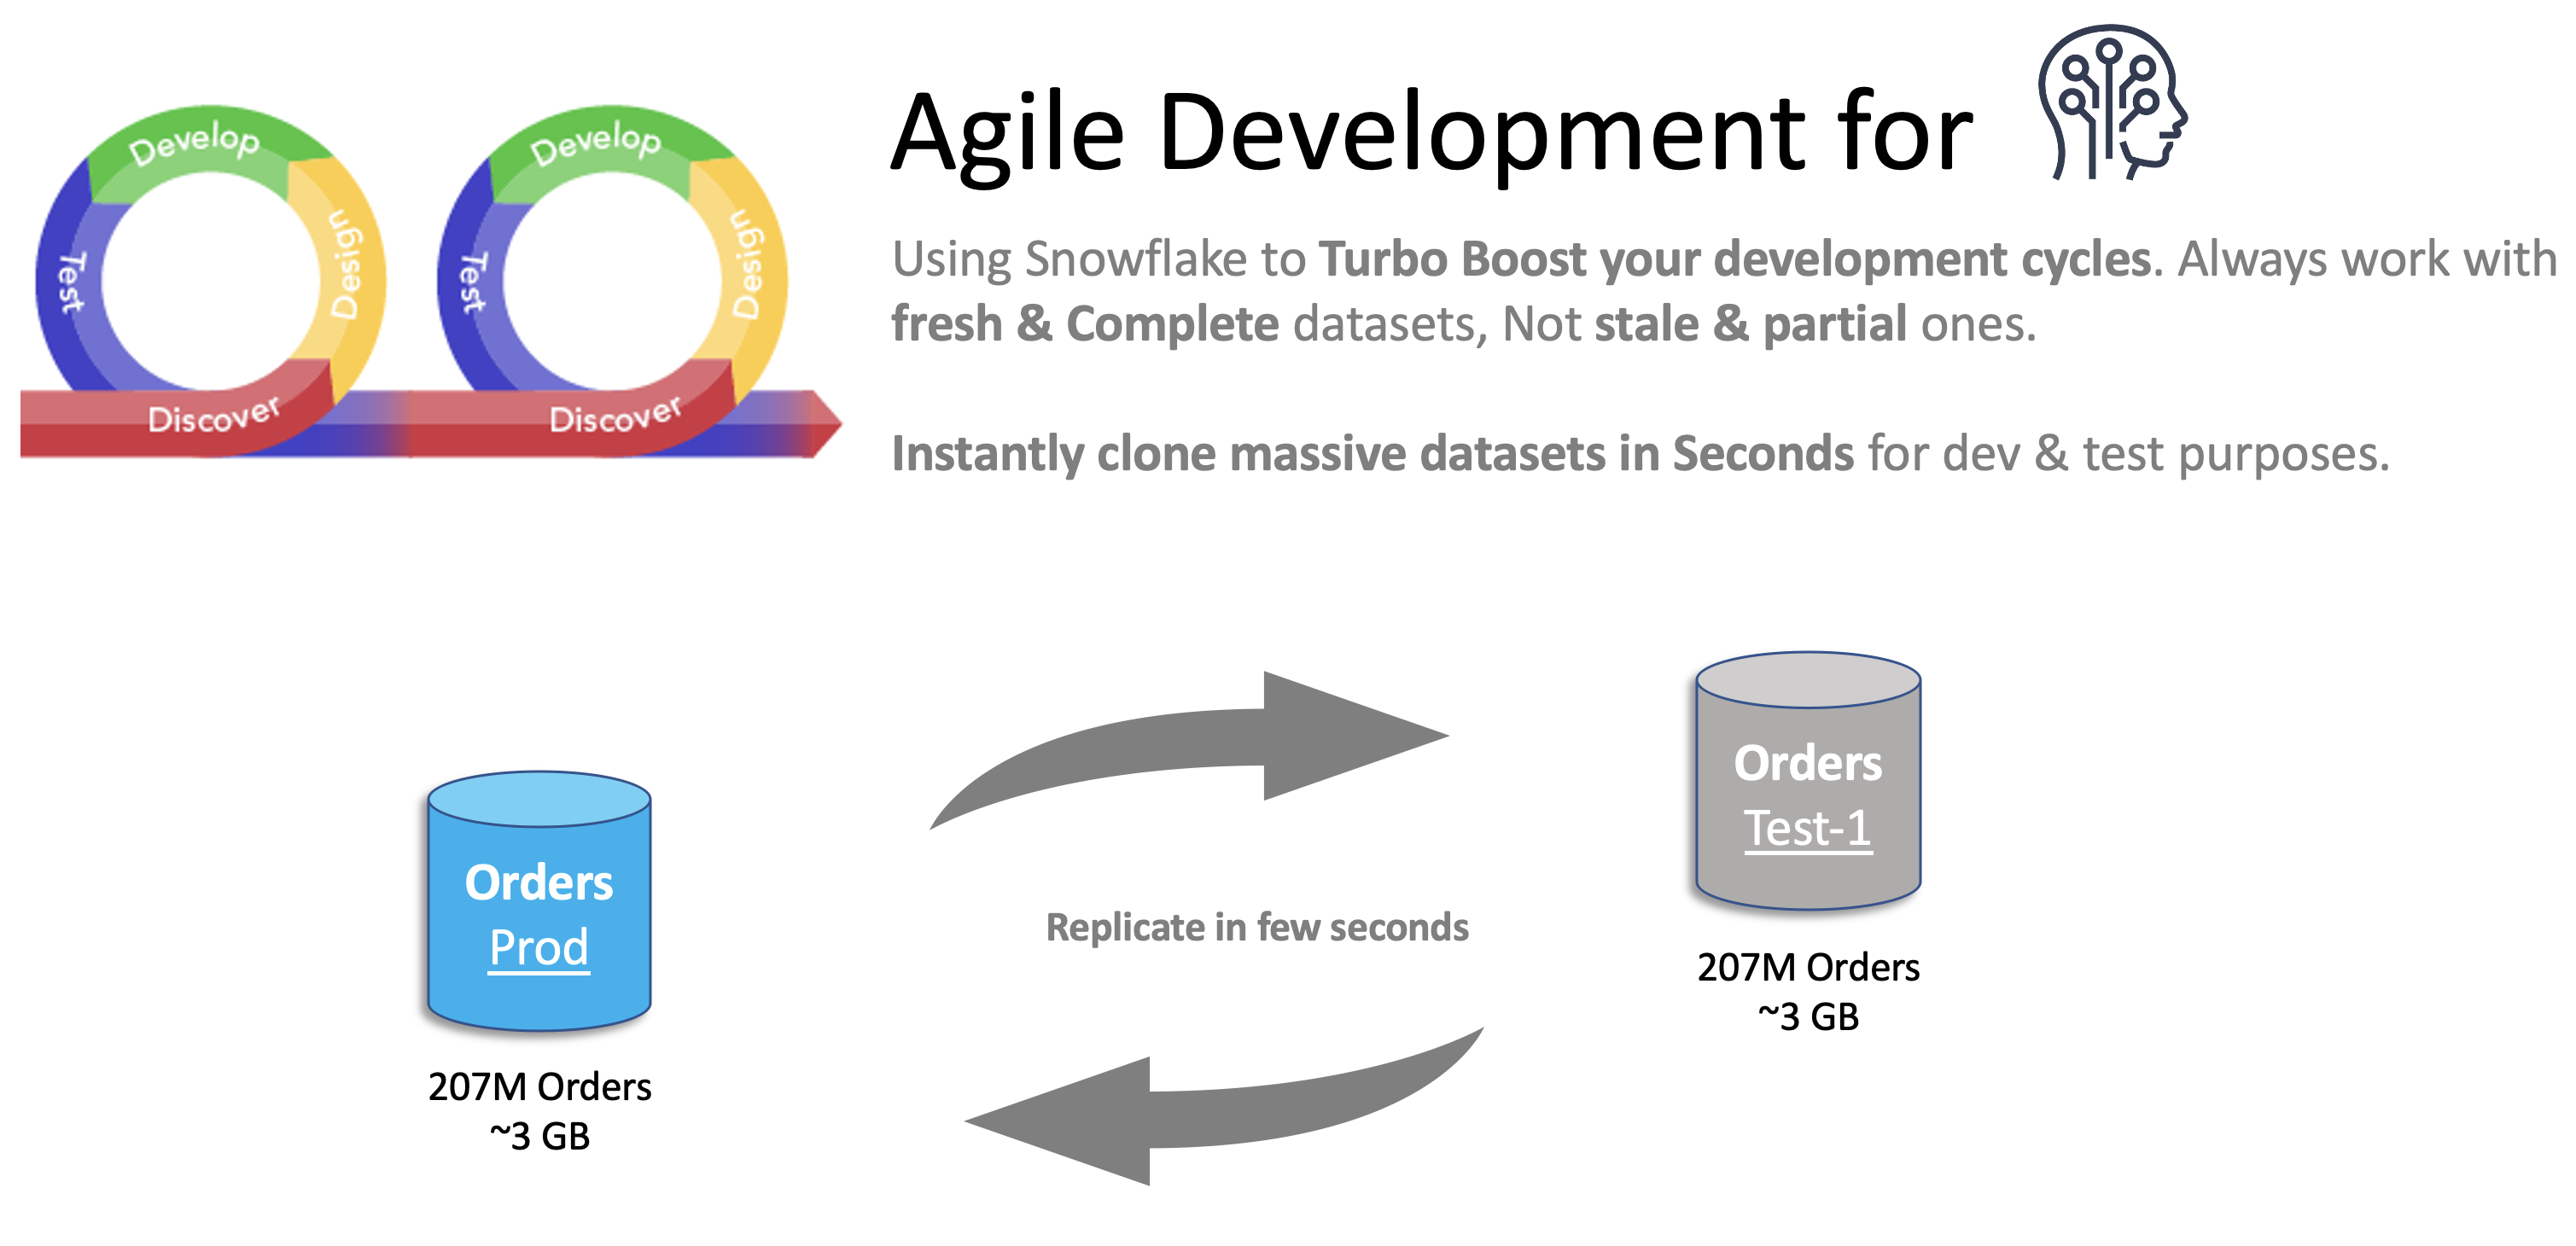 Develop
Design
Test
Discover
Develop
Design
Test
Discover
Agile Development for
Using Snowflake to Turbo Boost your development cycles. Always work with
fresh & Complete datasets, Not stale & partial ones.
Instantly clone massive datasets in Seconds for dev & test purposes.
Orders
Prod
207M Orders
~3 GB
Replicate in few seconds
Orders
Test-1
207M Orders
~3 GB